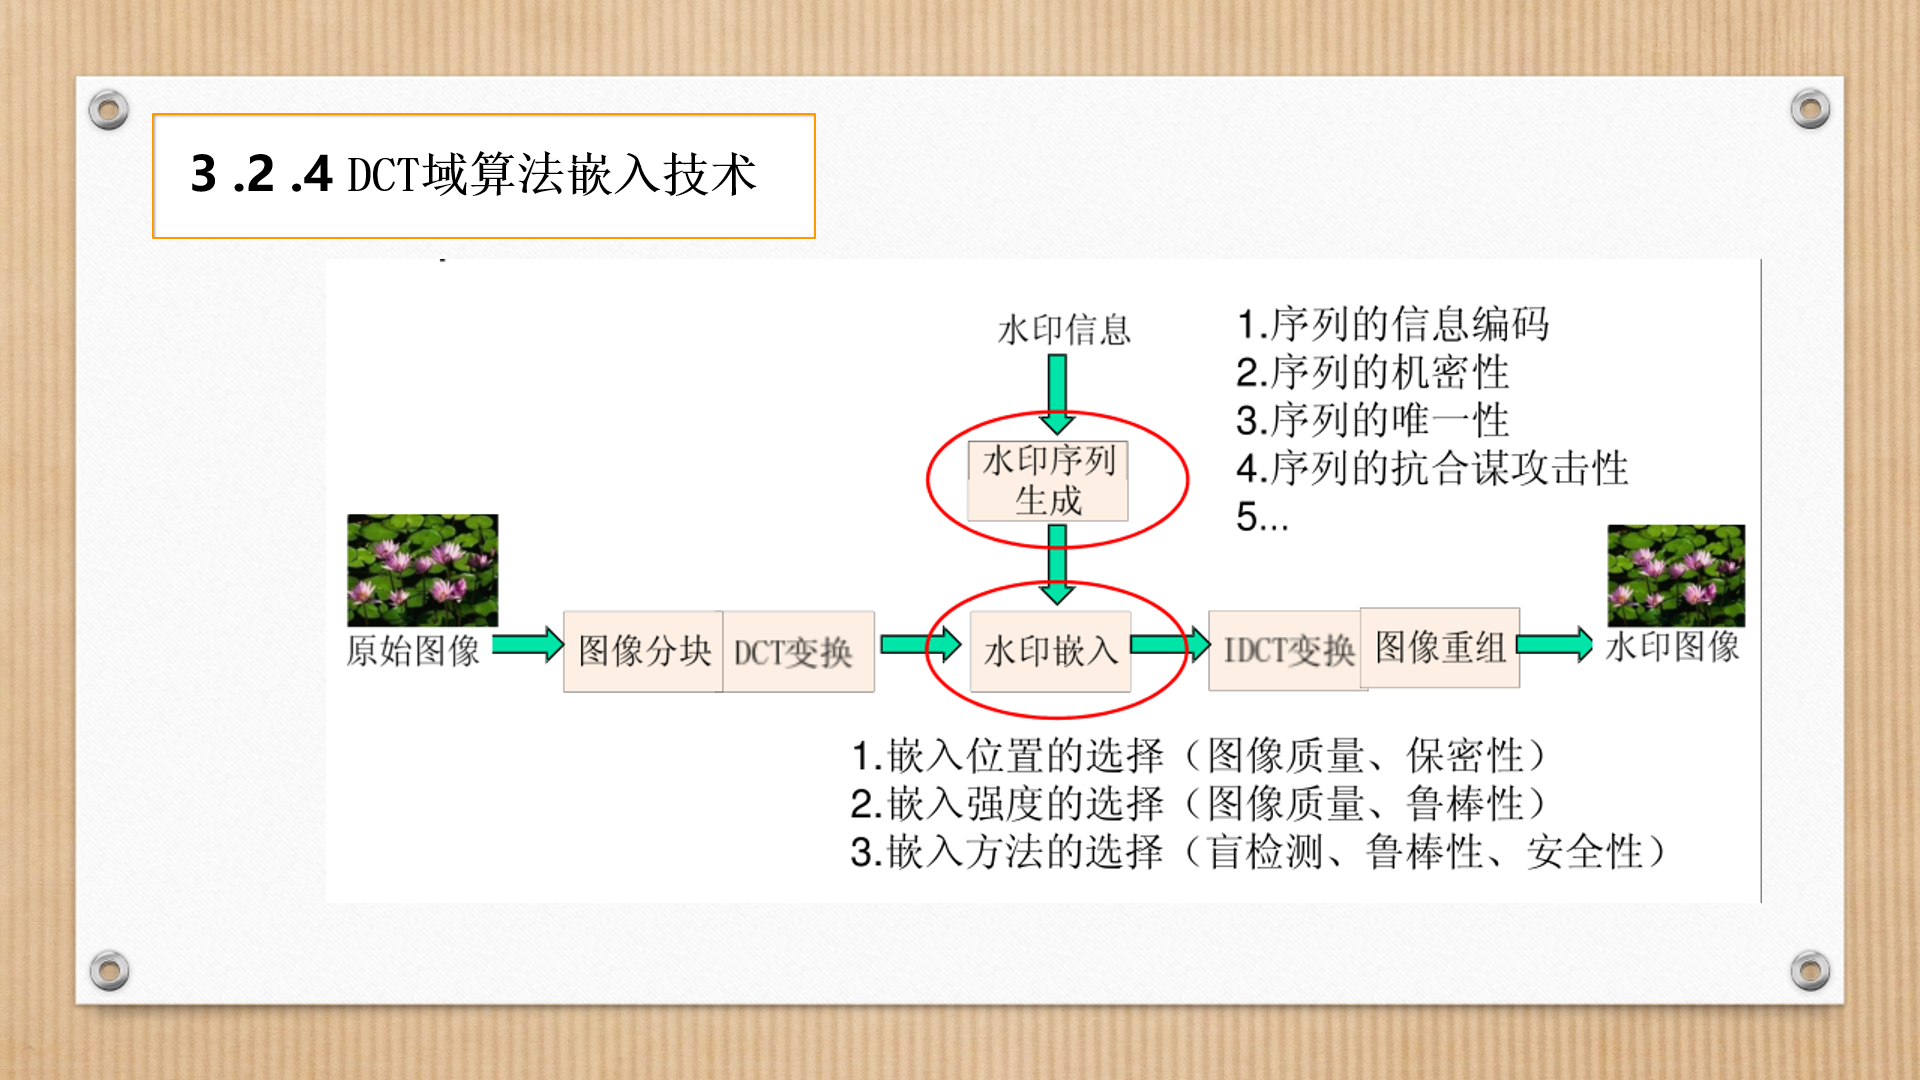 3 .2 .4 DCT域算法嵌入技术
水印信息
1.序列的信息编码
2.序列的机密性
3.序列的唯一性
4.序列的抗合谋攻击性
5...
水印序列
生成
原始图像
图像分块
DCT变换
水印嵌入
IDCT变换
图像重组
水印图像
1.嵌入位置的选择（图像质量、保密性）
2.嵌入强度的选择（图像质量、鲁棒性）
3.嵌入方法的选择（盲检测、鲁棒性、安全性）